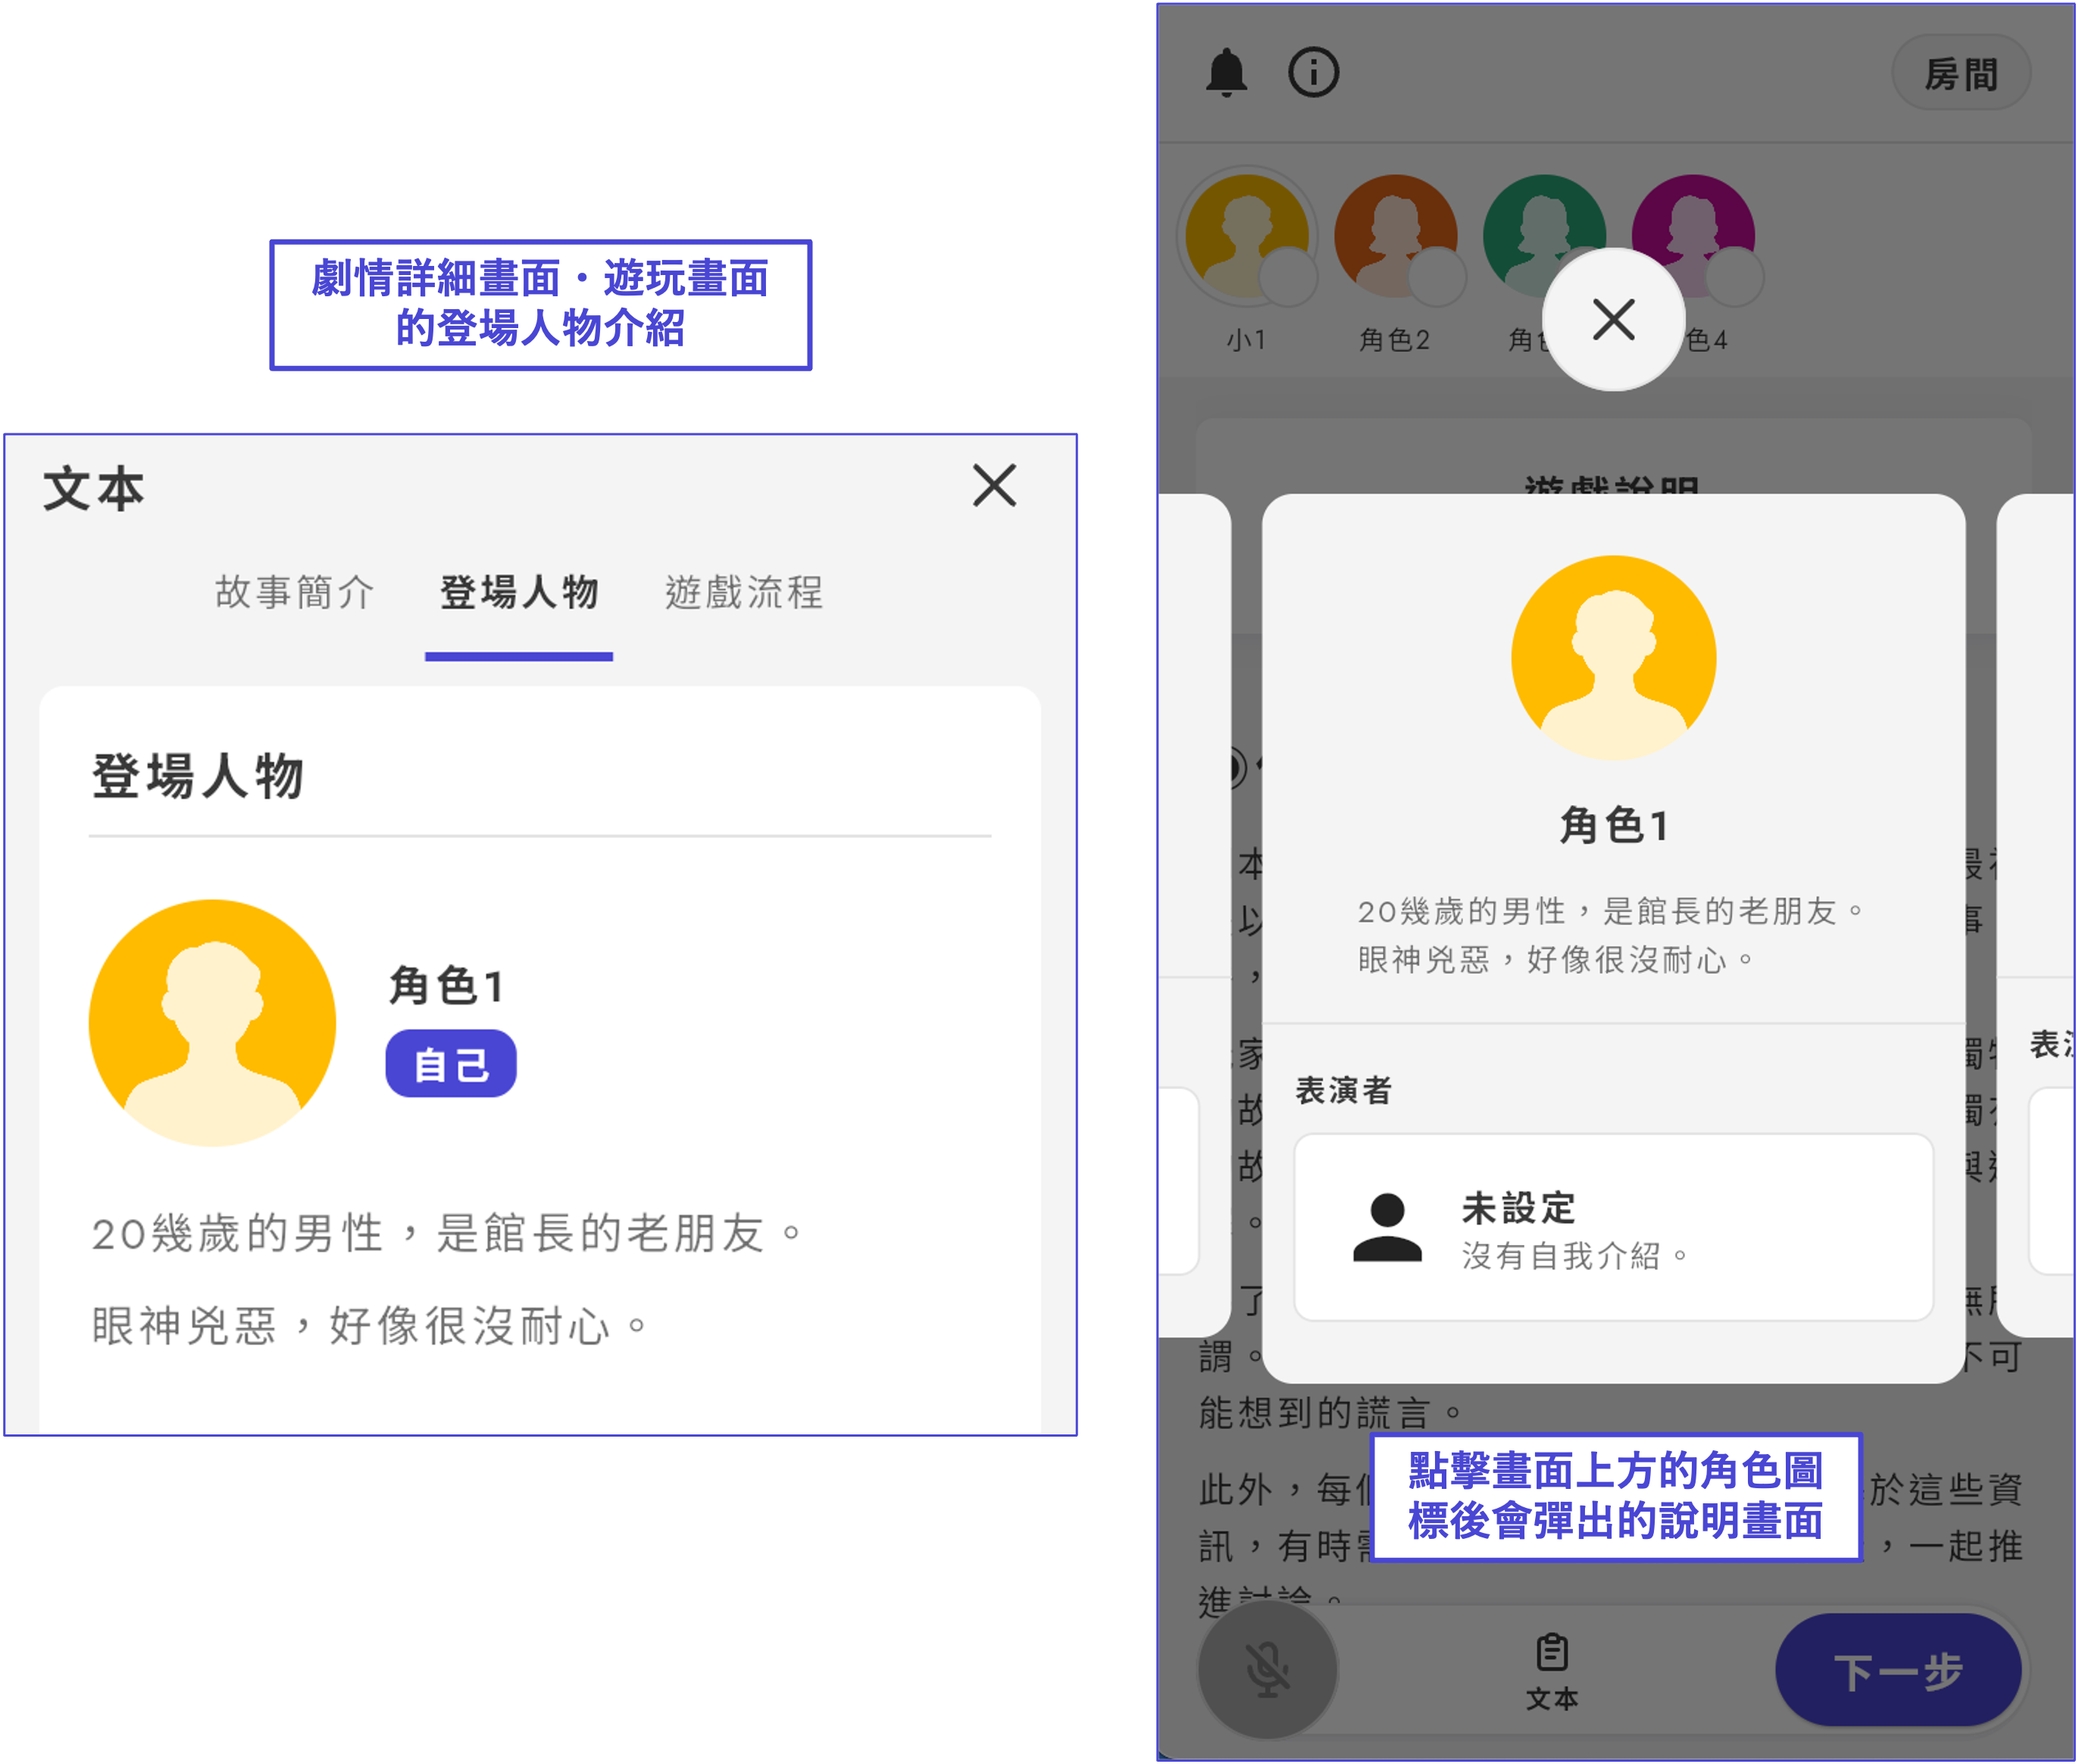 劇情詳細畫面・遊玩畫面
的登場人物介紹
文本
故事簡介 登場人物 遊戲流程
登場人物
角色1
自己
20幾歲的男性，是館長的老朋友。
眼神兇惡，好像很沒耐心。
房間
小1 角色2 角色4
遊戲說明
角色1
20幾歲的男性，是館長的老朋友。
眼神兇惡，好像很沒耐心。
表演者
未設定
沒有自我介紹。
謂。 不可
能想到的謊言。
點擊畫面上方的角色圖
標後會彈出的說明畫面
此外，每個 於這些資
訊，有時需 ，一起推
進討論。
文本
下一步